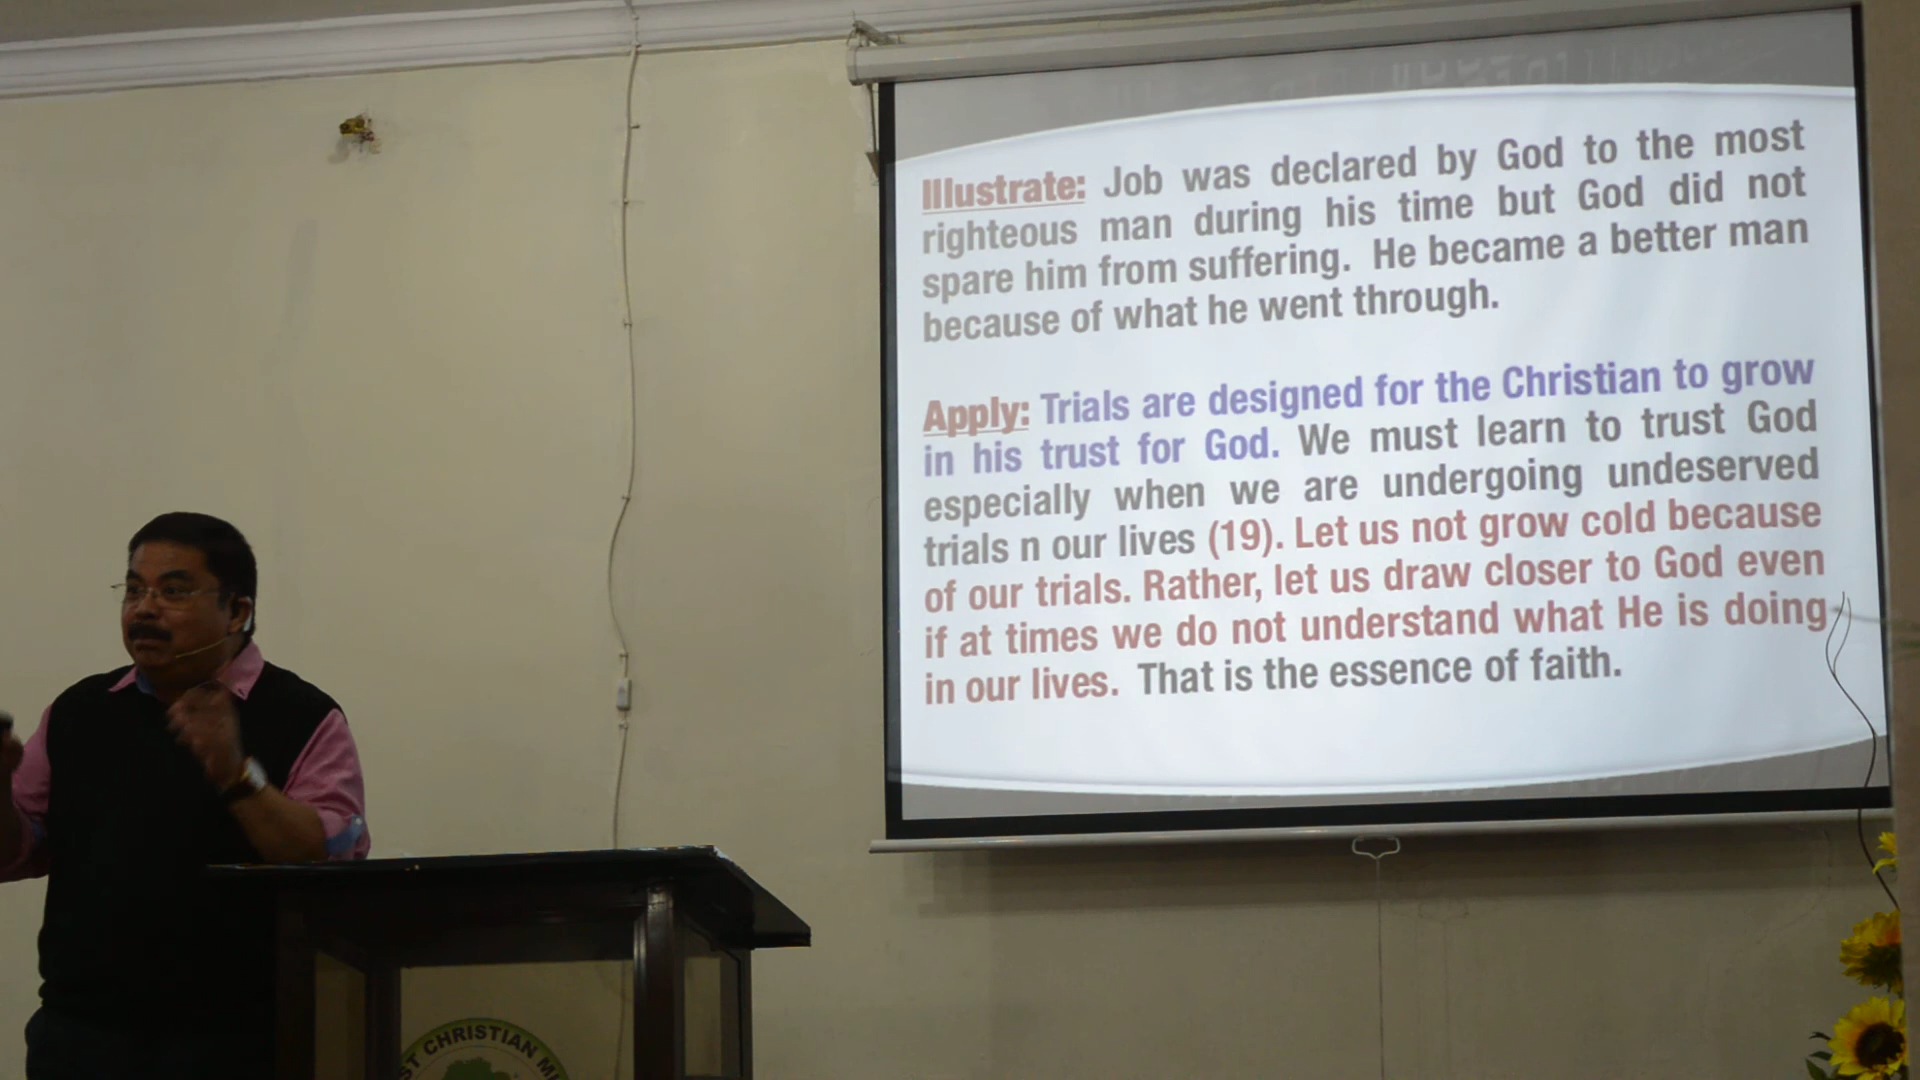 Illustrate: Job was declared by God to the most
righteous man during his time but God did not
spare him from suffering. He became a better man
because of what he went through.
Apply: Trials are designed for the Christian to grow
in his trust for God. We must learn to trust God
especially when we are undergoing undeserved
trials n our lives (19). Let us not grow cold because
of our trials. Rather, let us draw closer to God even
if at times we do not understand what He is doing
in our lives. That is the essence of faith.
CHRISTIAN